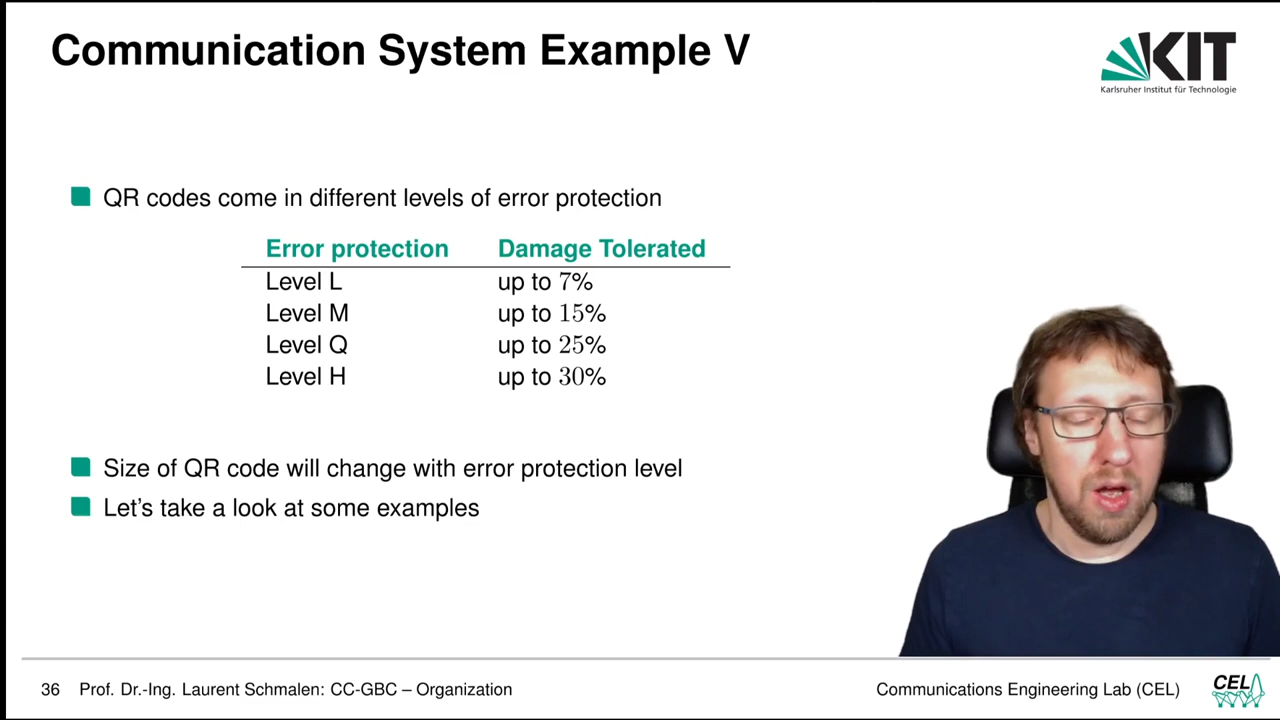 Communication System Example V
KIT
Karlsruher Institut für Technologie
QR codes come in different levels of error protection
Error protection Damage Tolerated
Level L up to 7%
Level M up to 15%
Level Q up to 25%
Level H up to 30%
Size of QR code will change with error protection level
Let's take a look at some examples
36 Prof. Dr.-Ing. Laurent Schmalen: CC-GBC – Organization
Communications Engineering Lab (CEL)
CEL